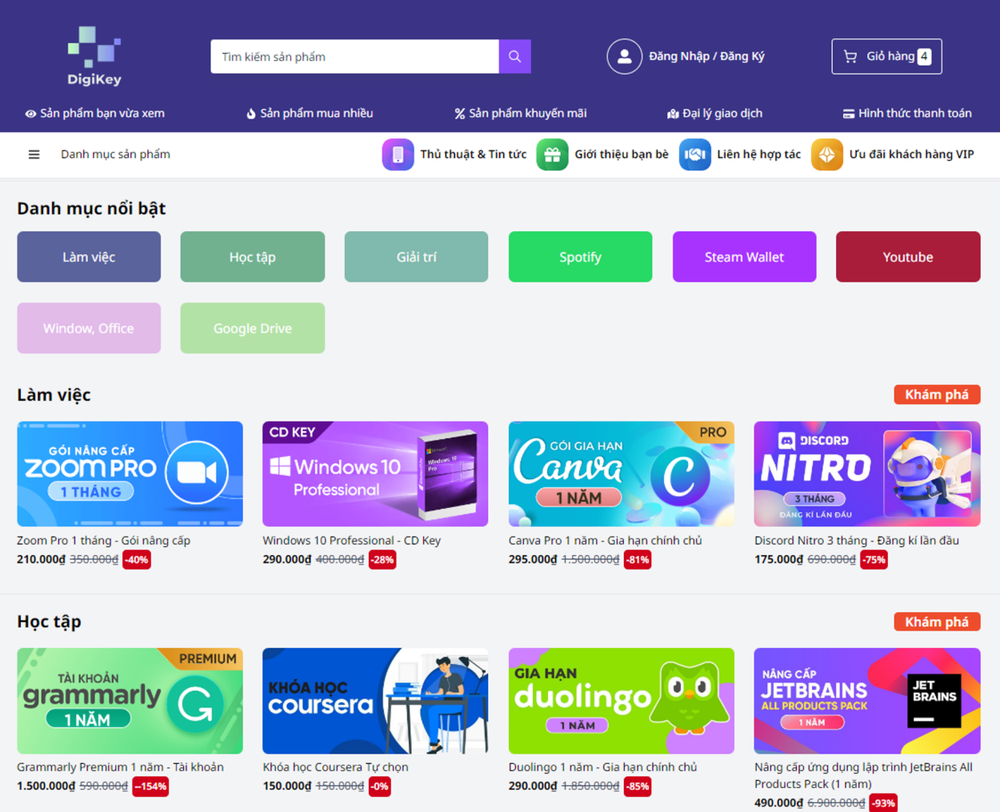 DigiKey
Tìm kiếm sản phẩm
Đăng Nhập / Đăng Ký
Giỏ hàng 4
Sản phẩm bạn vừa xem
Sản phẩm mua nhiều
Sản phẩm khuyến mãi
Đại lý giao dịch
Hình thức thanh toán
Danh mục sản phẩm
Thủ thuật & Tin tức
Giới thiệu bạn bè
Liên hệ hợp tác
Ưu đãi khách hàng VIP
Danh mục nổi bật
Làm việc
Học tập
Giải trí
Spotify
Steam Wallet
Youtube
Window, Office
Google Drive
Làm việc
Khám phá
GÓI NÂNG CẤP
ZOOM PRO
1 THÁNG
CD KEY
Windows 10
Professional
Windows 10
Pro
PRO
GÓI GIA HẠN
Canva
1 NĂM
C
DISCORD
NITRO
3 THÁNG
ĐĂNG KÍ LẦN ĐẦU
Zoom Pro 1 tháng - Gói nâng cấp
210.000₫ 350.000₫ -40%
Windows 10 Professional - CD Key
290.000₫ 400.000₫ -28%
Canva Pro 1 năm - Gia hạn chính chủ
295.000₫ 1.500.000₫ -81%
Discord Nitro 3 tháng - Đăng kí lần đầu
175.000₫ 690.000₫ -75%
Học tập
Khám phá
PREMIUM
TÀI KHOẢN
grammarly
1 NĂM
G
KHÓA HỌC
coursera
GIA HẠN
duolingo
1 NĂM
NÂNG CẤP
JETBRAINS
ALL PRODUCTS PACK
1 NĂM
JET
BRAINS
Grammarly Premium 1 năm - Tài khoản
1.500.000₫ 590.000₫ --154%
Khóa học Coursera Tự chọn
150.000₫ 150.000₫ -0%
Duolingo 1 năm - Gia hạn chính chủ
290.000₫ 1.850.000₫ -85%
Nâng cấp ứng dụng lập trình JetBrains All
Products Pack (1 năm)
490.000₫ 6.900.000₫ -93%